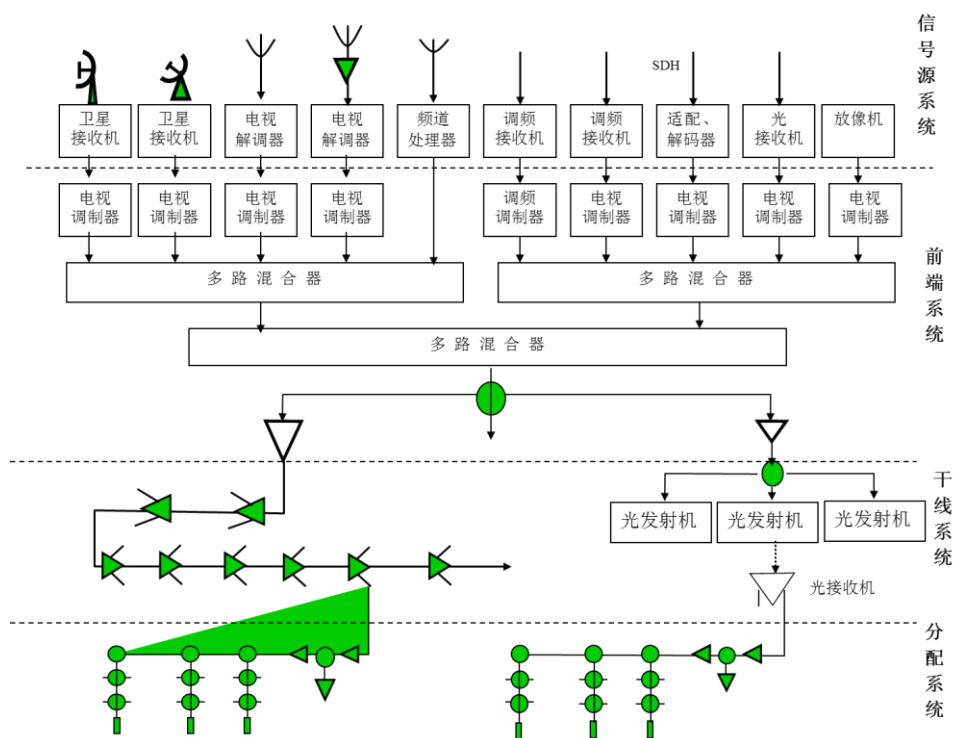 信号源系统
SDH
卫星
接收机
卫星
接收机
电视
解调器
电视
解调器
频道
处理器
调频
接收机
调频
接收机
适配、
解码器
光
接收机
放像机
电视
调制器
电视
调制器
电视
调制器
电视
调制器
调频
调制器
电视
调制器
电视
调制器
电视
调制器
电视
调制器
前端系统
多路混合器
多路混合器
多路混合器
干线系统
光发射机
光发射机
光发射机
光接收机
分配系统